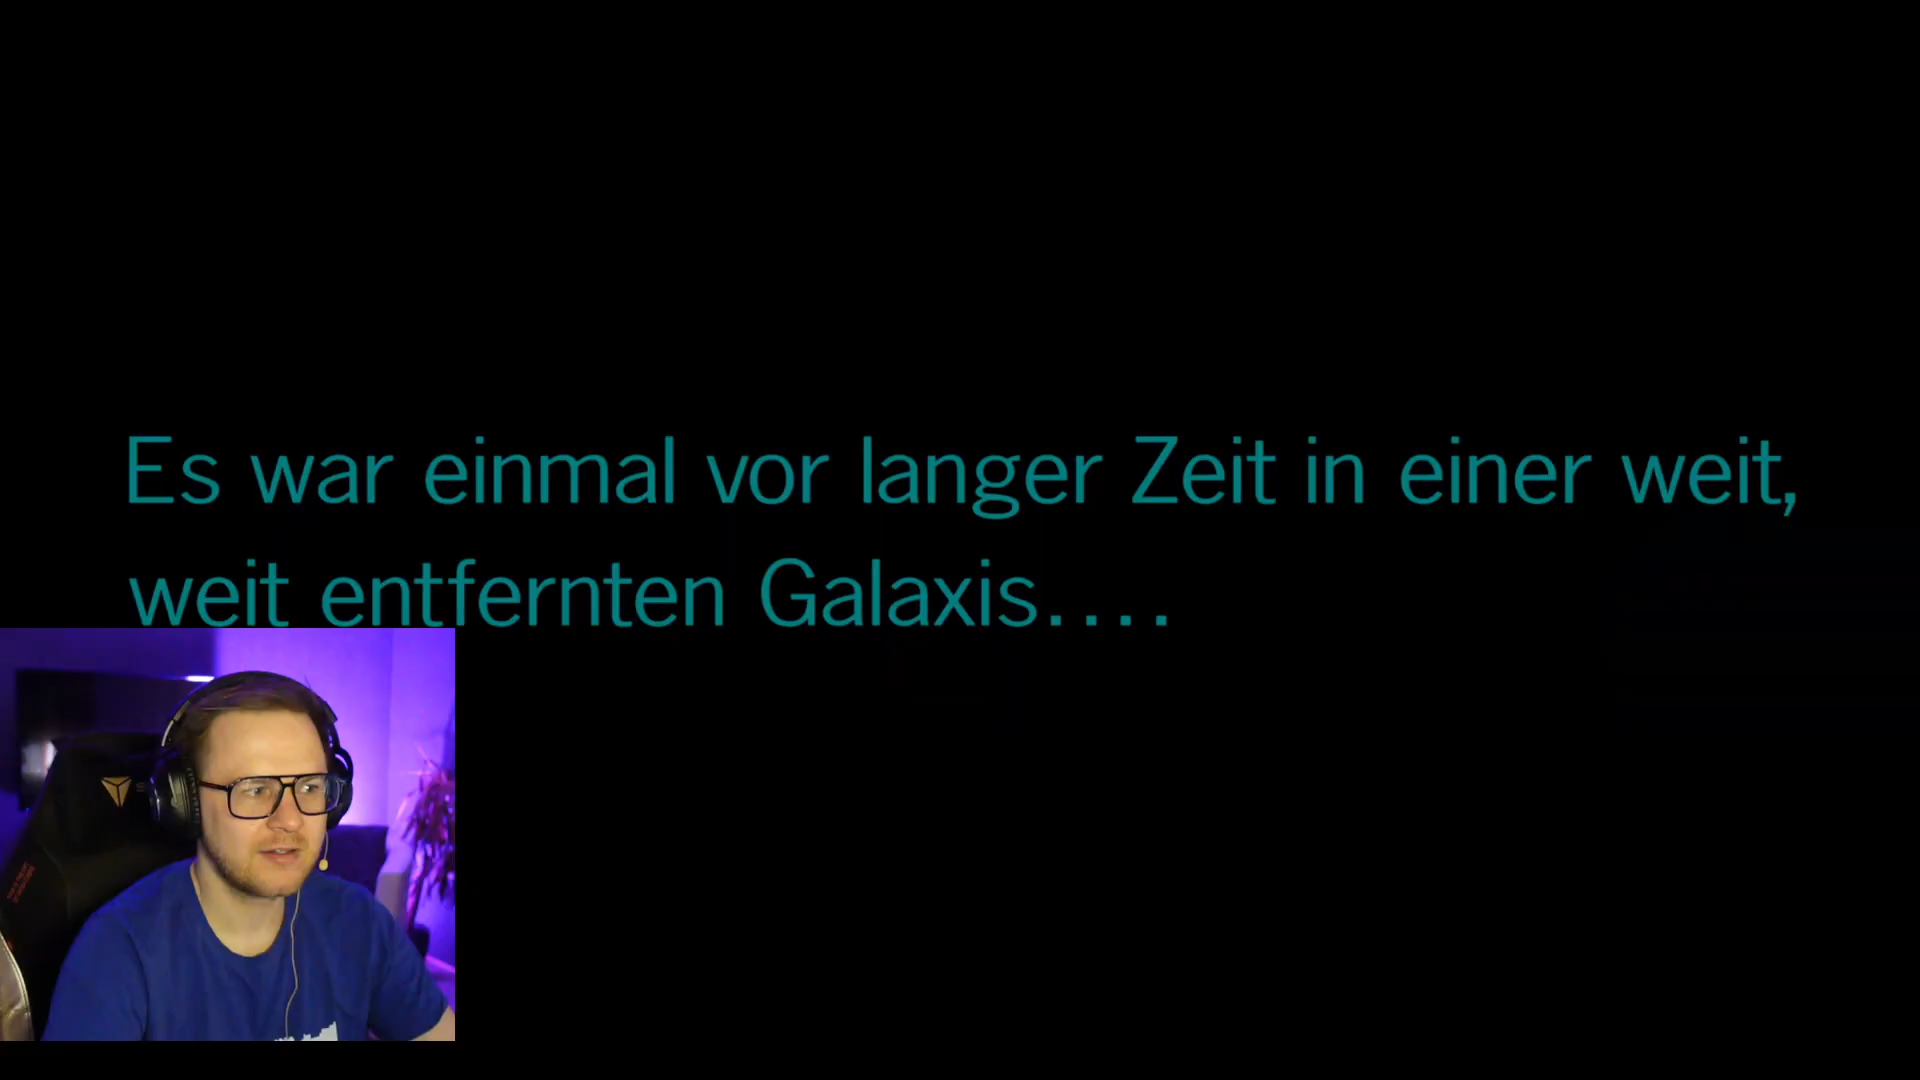 Es war einmal vor langer Zeit in einer weit,
weit entfernten Galaxis....